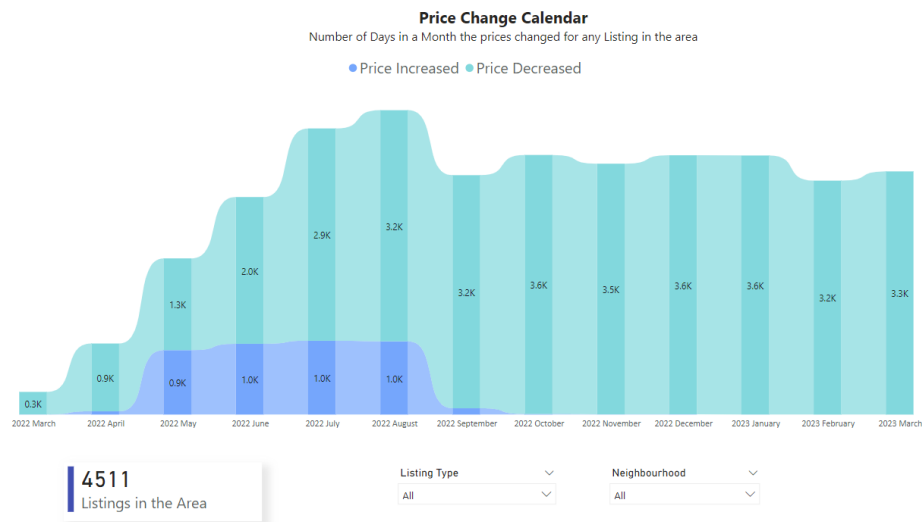 Price Change Calendar
Number of Days in a Month the prices changed for any Listing in the area
Price Increased Price Decreased
3.2K
2.9K
2.0K
3.6K
3.5K
3.6K
3.6K
3.2K
3.2K
3.3K
1.3K
0.9K
0.9K
1.0K
1.0K
1.0K
0.3K
2022 March 2022 April 2022 May 2022 June 2022 July 2022 August 2022 September 2022 October 2022 November 2022 December 2023 January 2023 February 2023 March
4511
Listings in the Area
Listing Type
All
Neighbourhood
All